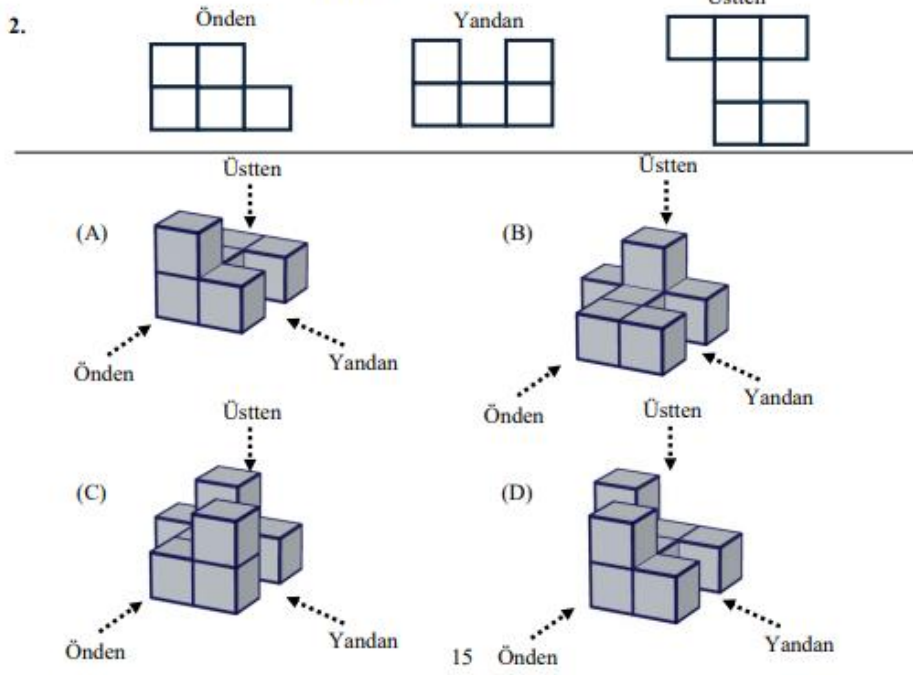 2.
Önden
Yandan
Üstten
(A)
Üstten
Önden
Yandan
(B)
Üstten
Önden
Yandan
(C)
Üstten
Önden
Yandan
(D)
Üstten
Önden
Yandan
15